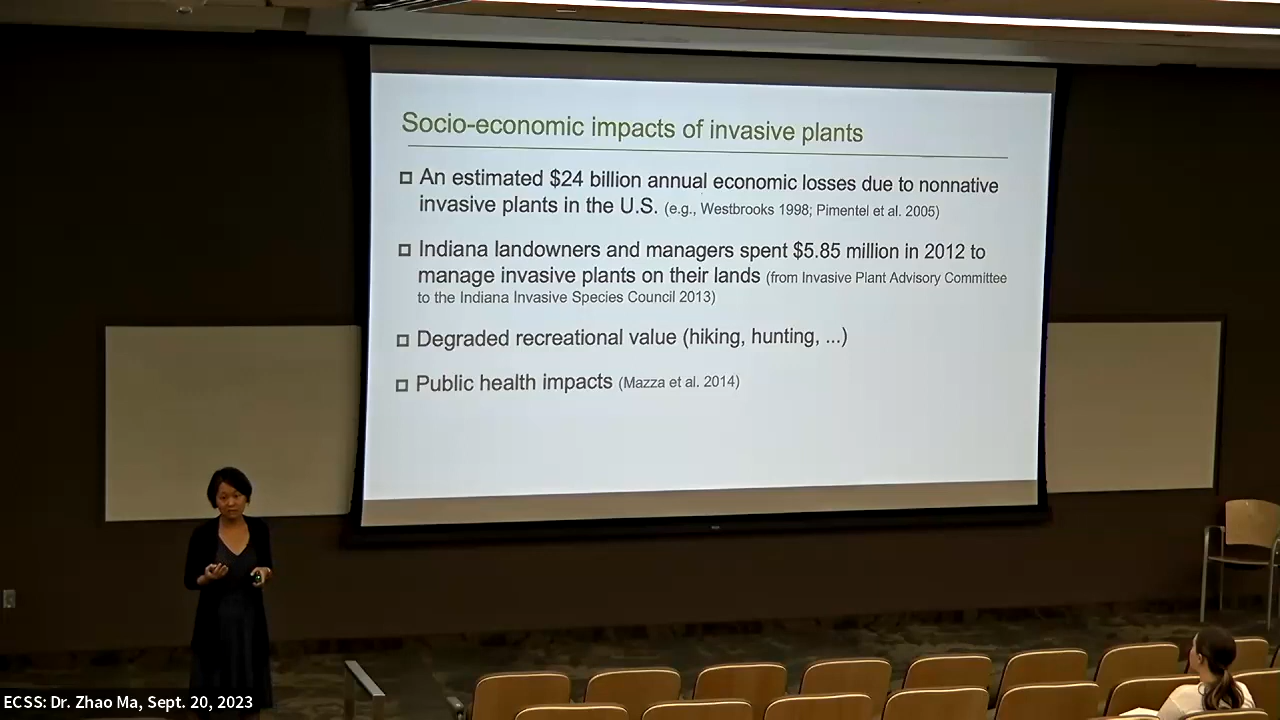 Socio-economic impacts of invasive plants
An estimated $24 billion annual economic losses due to nonnative
invasive plants in the U.S. (e.g., Westbrooks 1998; Pimentel et al. 2005)
Indiana landowners and managers spent $5.85 million in 2012 to
manage invasive plants on their lands (from Invasive Plant Advisory Committee
to the Indiana Invasive Species Council 2013)
Degraded recreational value (hiking, hunting, ...)
Public health impacts (Mazza et al. 2014)
ECSS: Dr. Zhao Ma, Sept. 20, 2023